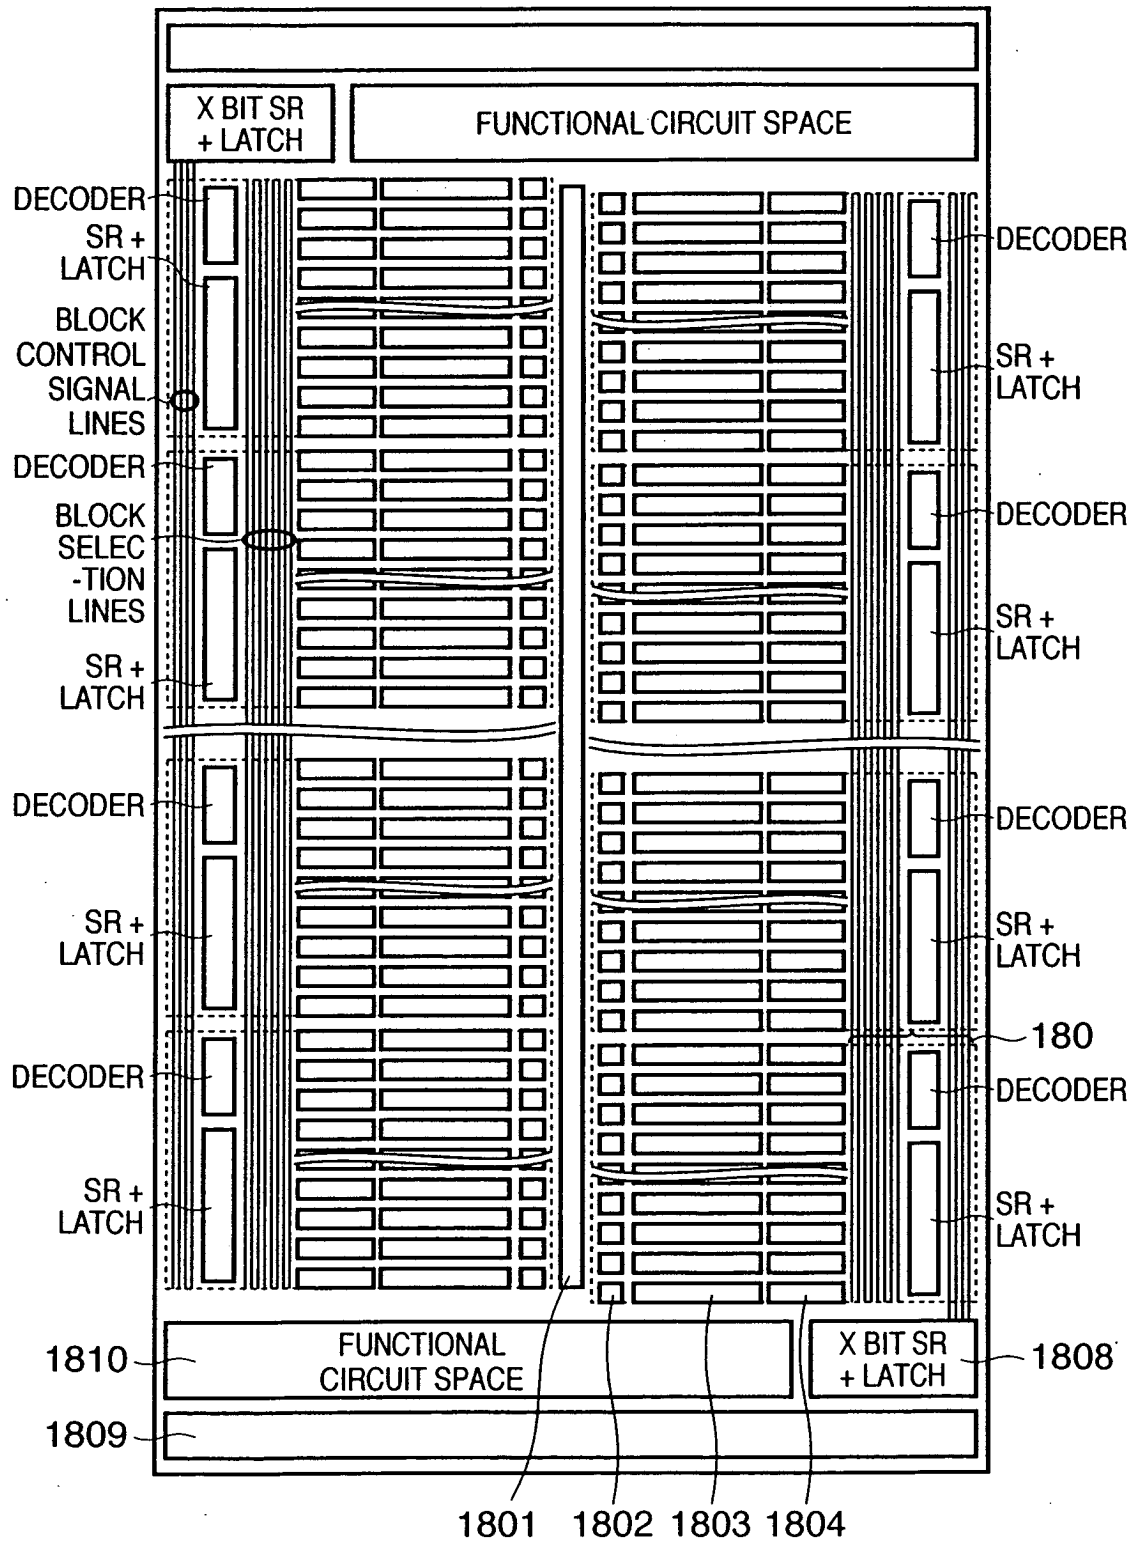 X BIT SR
+ LATCH
FUNCTIONAL CIRCUIT SPACE
DECODER
SR +
LATCH
BLOCK
CONTROL
SIGNAL
LINES
DECODER
BLOCK
SELEC
-TION
LINES
SR +
LATCH
DECODER
SR +
LATCH
DECODER
SR +
LATCH
DECODER
SR +
LATCH
DECODER
SR +
LATCH
DECODER
SR +
LATCH
180
DECODER
SR +
LATCH
1810
FUNCTIONAL
CIRCUIT SPACE
X BIT SR
+ LATCH
1808
1809
1801
1802
1803
1804